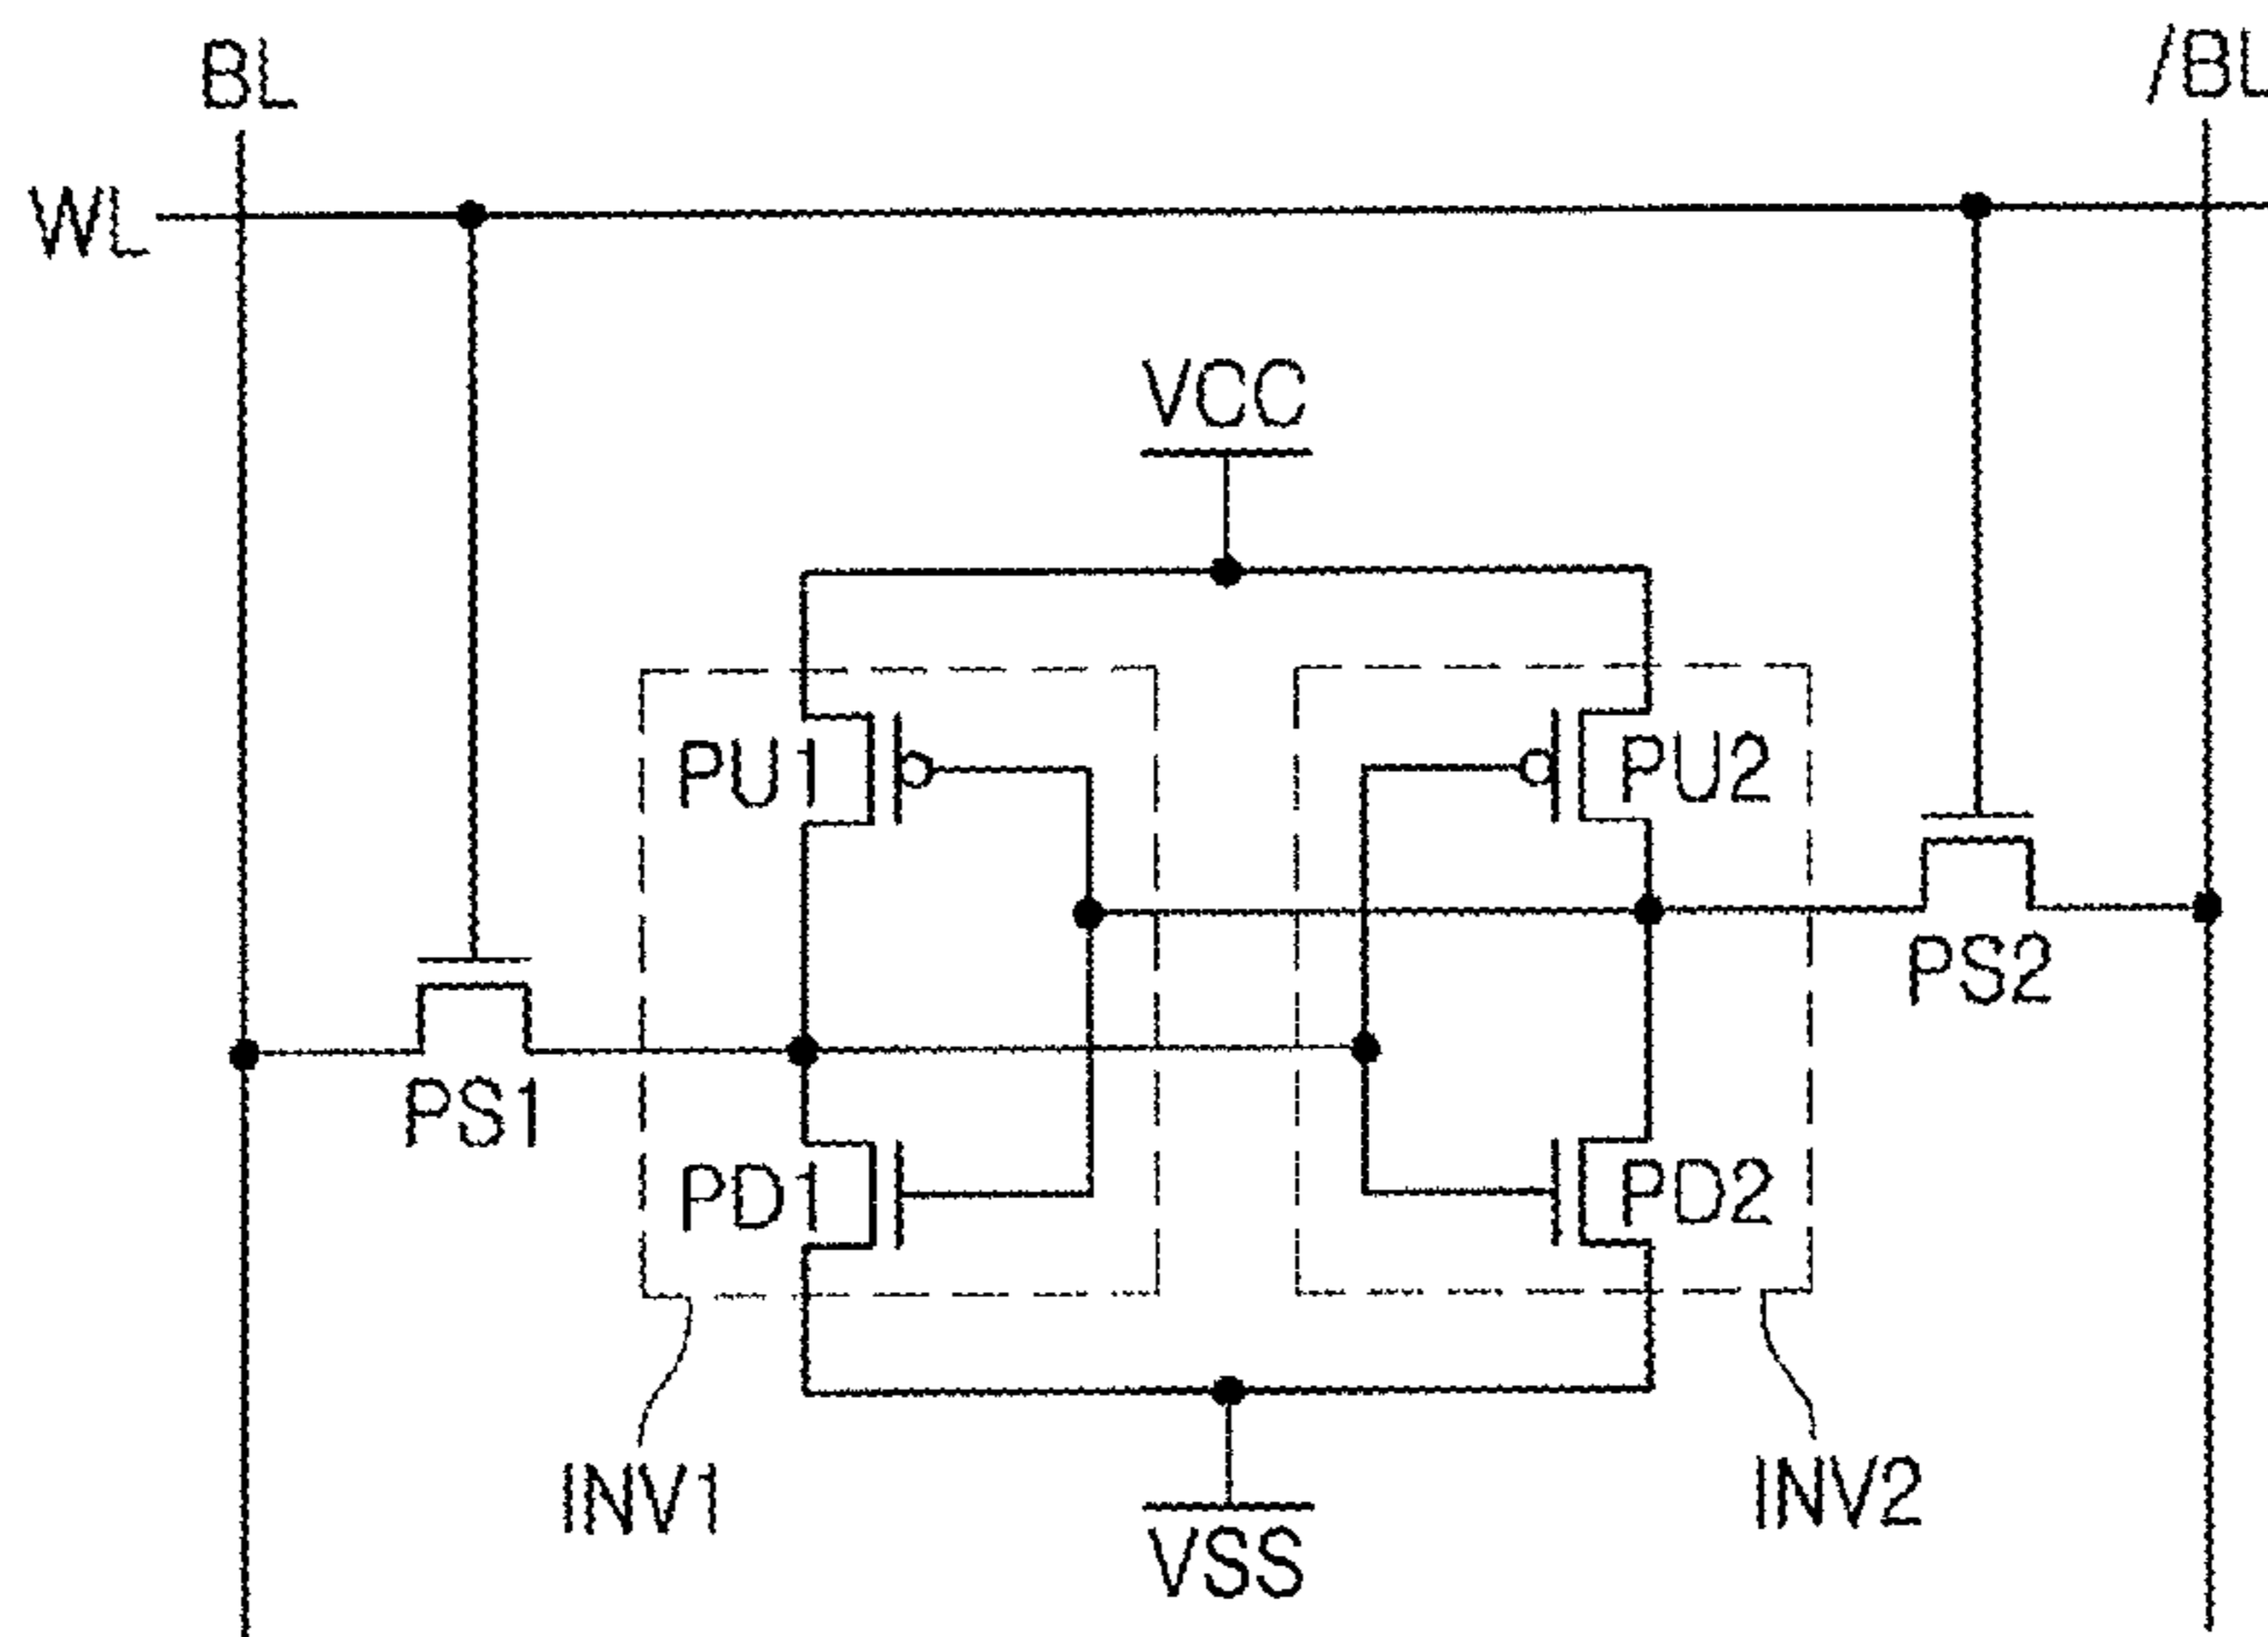 BL
/BL
WL
VCC
PU1
PU2
PS2
PS1
PD1
PD2
INV1
INV2
VSS